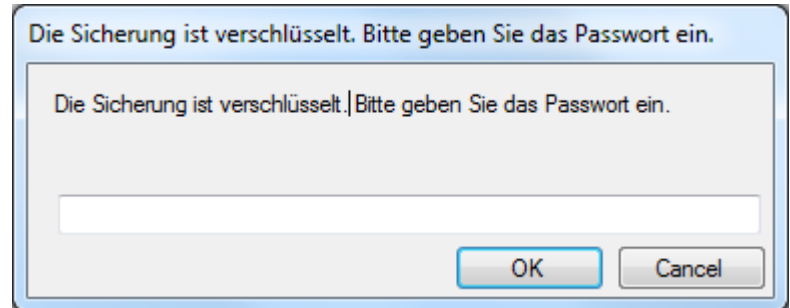 Die Sicherung ist verschlüsselt. Bitte geben Sie das Passwort ein.
Die Sicherung ist verschlüsselt. Bitte geben Sie das Passwort ein.
OK
Cancel